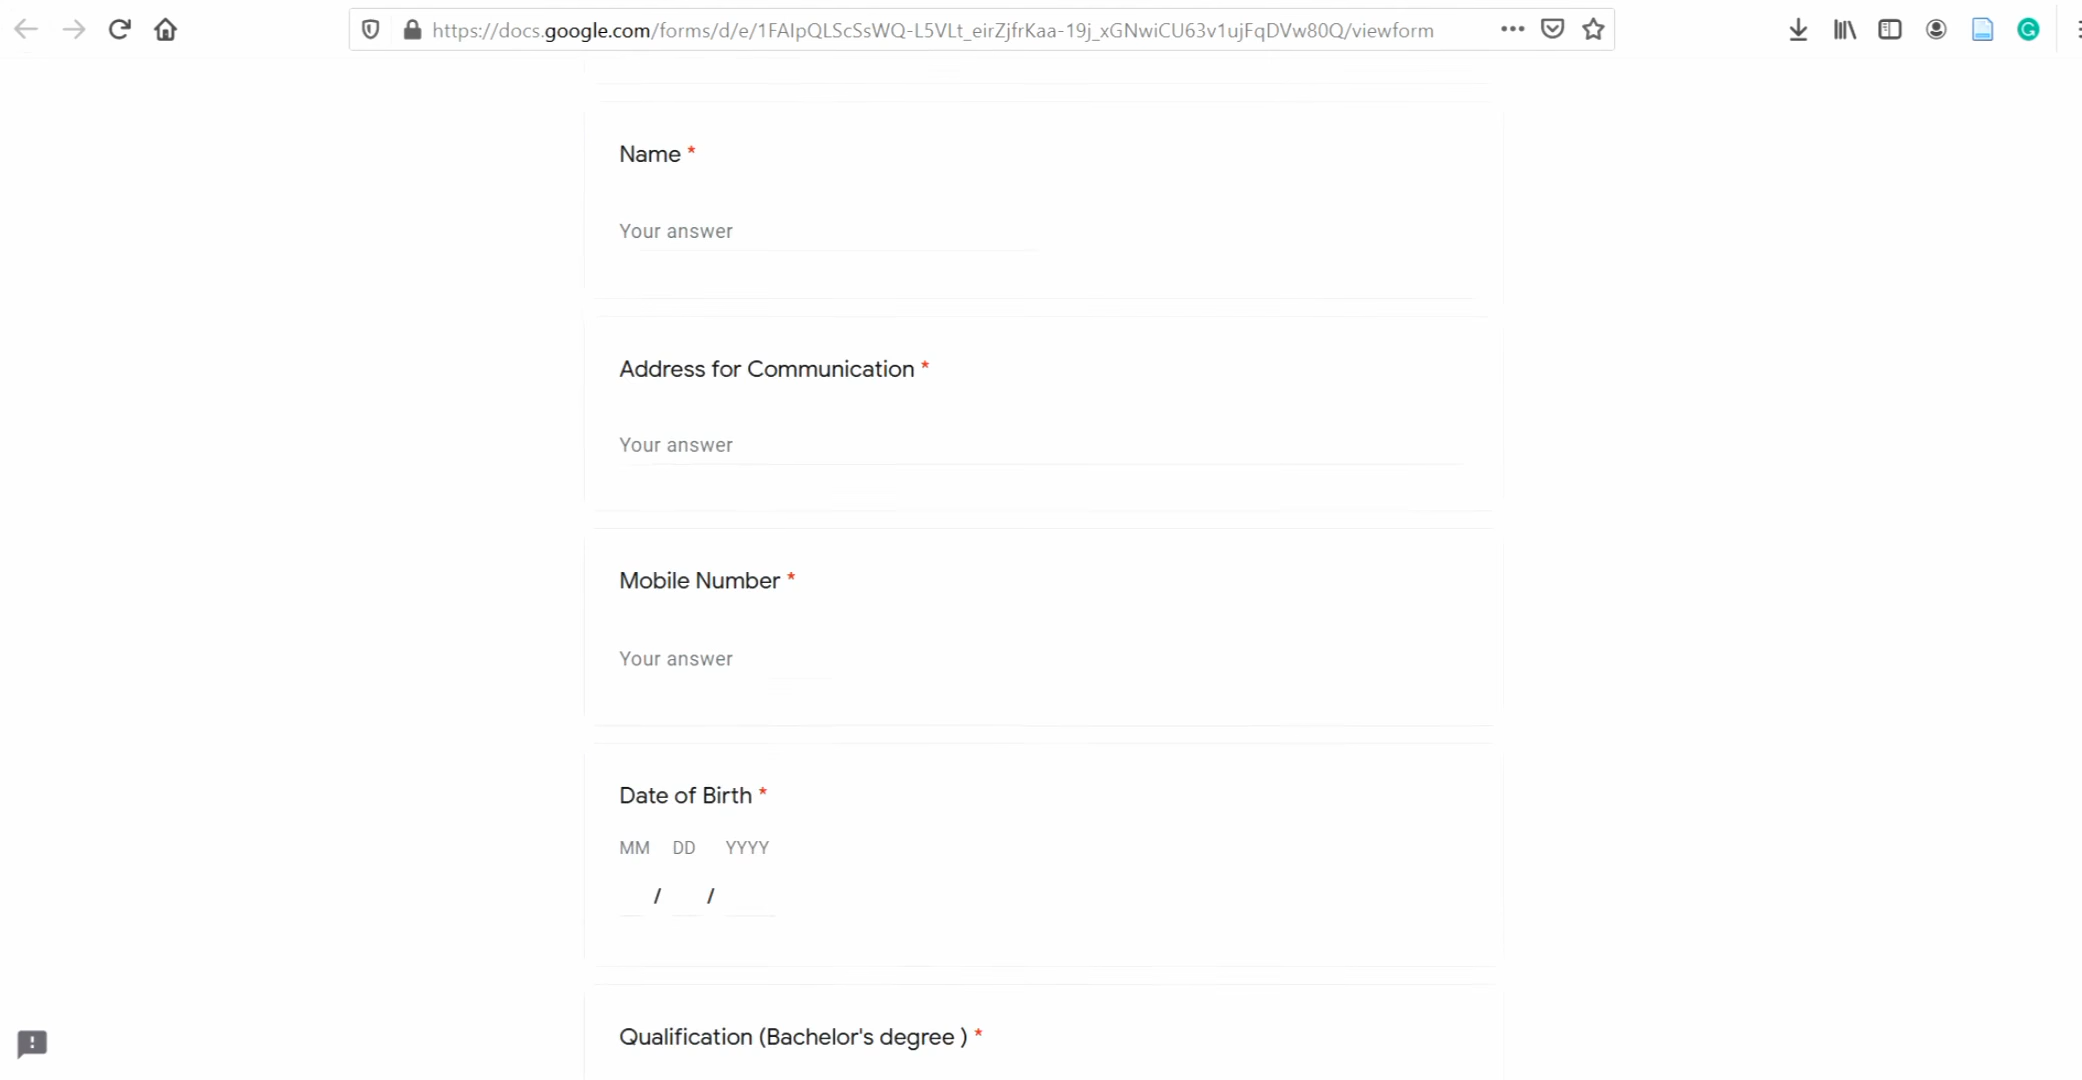 https://docs.google.com/forms/d/e/1FAIpQLScSsWQ-L5VLt_eirZjfrKaa-19j_xGNwiCU63v1ujFqDVw80Q/viewform
Name *
Your answer
Address for Communication *
Your answer
Mobile Number *
Your answer
Date of Birth *
MM DD YYYY
/ /
Qualification (Bachelor's degree ) *